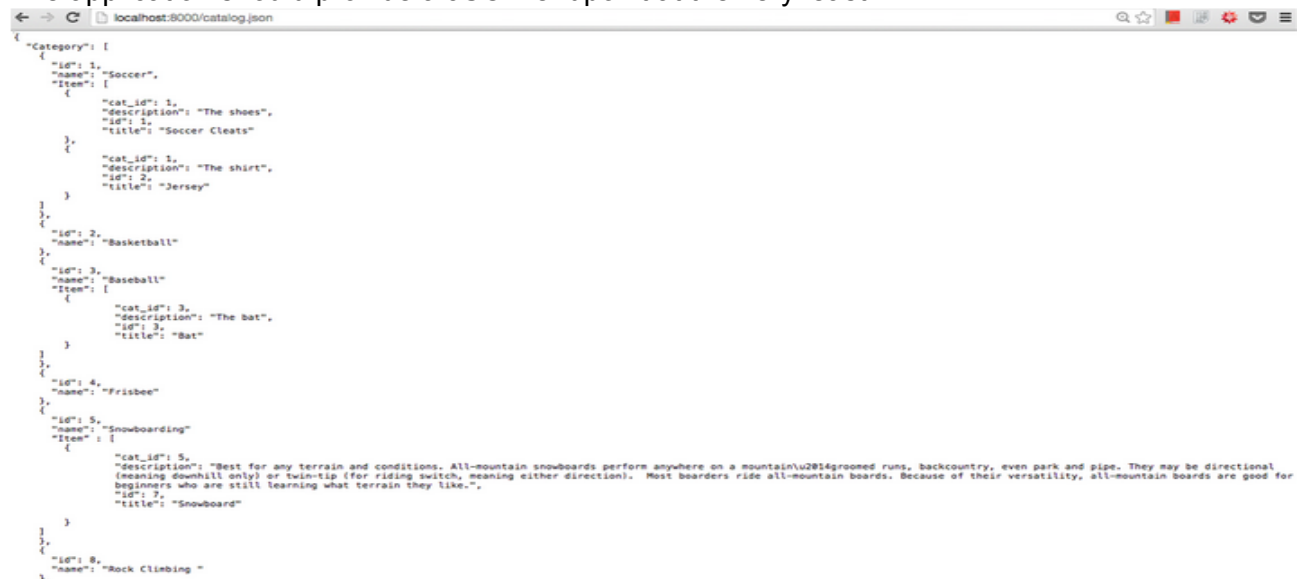 localhost:8000/catalog.json
{
"Category": [
{
"id": 1,
"name": "Soccer",
"Item": [
{
"cat_id": 1,
"description": "The shoes",
"id": 1,
"title": "Soccer Cleats"
},
{
"cat_id": 1,
"description": "The shirt",
"id": 2,
"title": "Jersey"
}
]
},
{
"id": 2,
"name": "Basketball"
},
{
"id": 3,
"name": "Baseball"
"Item": [
{
"cat_id": 3,
"description": "The bat",
"id": 3,
"title": "Bat"
}
]
},
{
"id": 4,
"name": "Frisbee"
},
{
"id": 5,
"name": "Snowboarding"
"Item" : [
{
"cat_id": 5,
"description": "Best for any terrain and conditions. All-mountain snowboards perform anywhere on a mountain\u2014groomed runs, backcountry, even park and pipe. They may be directional
(meaning downhill only) or twin-tip (for riding switch, meaning either direction). Most boarders ride all-mountain boards. Because of their versatility, all-mountain boards are good for
beginners who are still learning what terrain they like.",
"id": 7,
"title": "Snowboard"
}
]
},
{
"id": 8,
"name": "Rock Climbing "
}